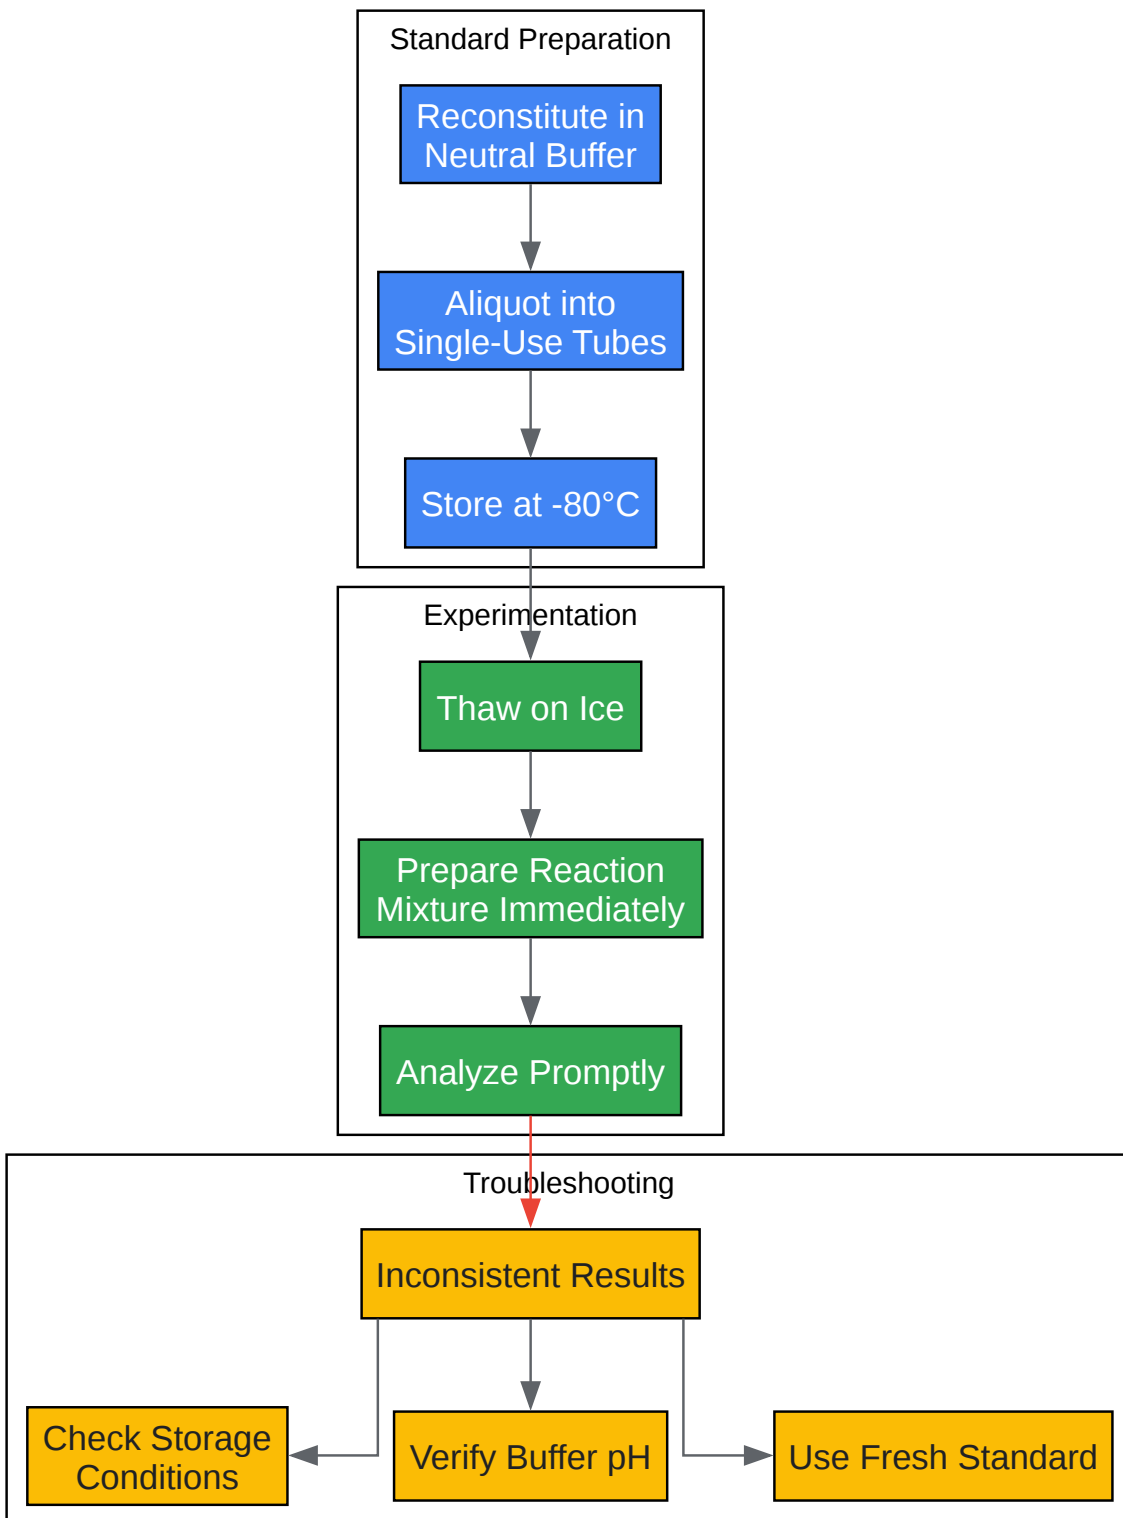 Standard Preparation
Reconstitute in
Neutral Buffer
Aliquot into
Single-Use Tubes
Store at -80°C
Experimentation
Thaw on Ice
Prepare Reaction
Mixture Immediately
Analyze Promptly
Troubleshooting
Inconsistent Results
Check Storage
Conditions
Verify Buffer pH
Use Fresh Standard